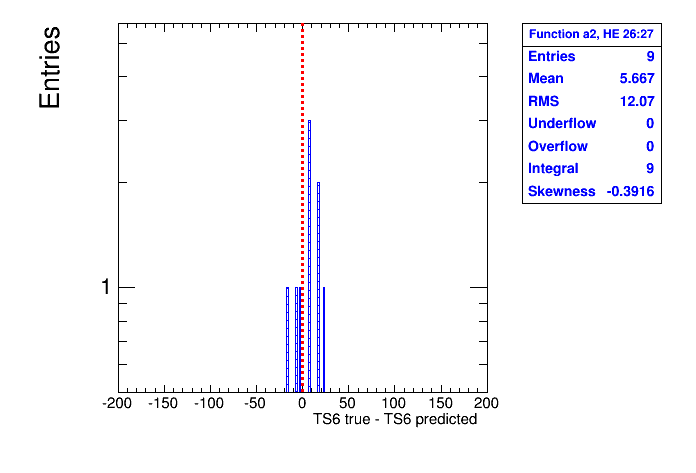 Entries
Function a2, HE 26:27
Entries 9
Mean 5.667
RMS 12.07
Underflow 0
Overflow 0
Integral 9
Skewness -0.3916
1
-200 -150 -100 -50 0 50 100 150 200
TS6 true - TS6 predicted